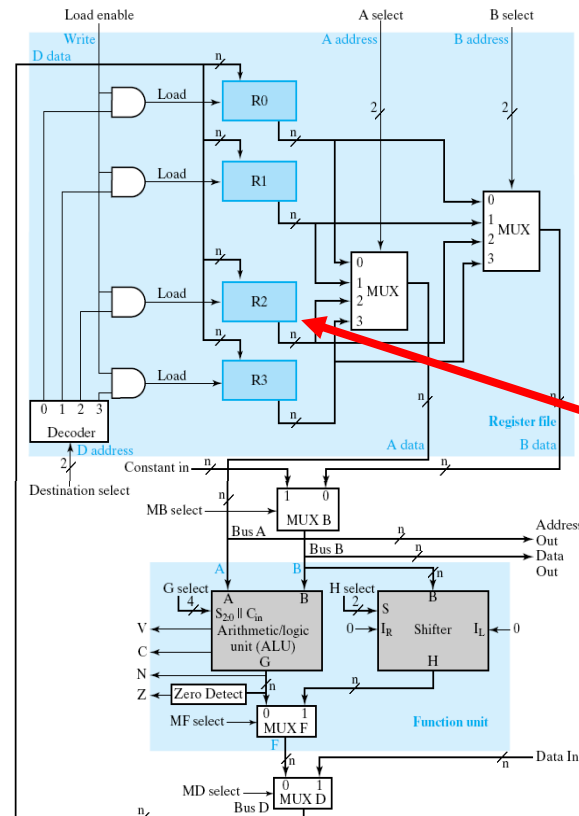 Load enable
A select
B select
Write
A address
B address
D data
n
Load
R0
2
2
n
n
Load
R1
0
1
2
3
MUX
n
n
0
1
2
3
MUX
Load
R2
n
n
Load
R3
n
n
n
0 1 2 3
Decoder
Register file
D address
A data
B data
2
Destination select
Constant in
n
n
n
1 0
MB select
MUX B
Bus A
n
Address
Out
Bus B
n
Data
Out
A
B
n
G select
4
A
B
S2:0 || Cin
Arithmetic/logic
unit (ALU)
G
H select
2
B
S
0
IR
Shifter
IL
0
H
V
C
N
Z
Zero Detect
n
n
MF select
0 1
MUX F
F
Function unit
n
n
Data In
MD select
0 1
MUX D
n
Bus D